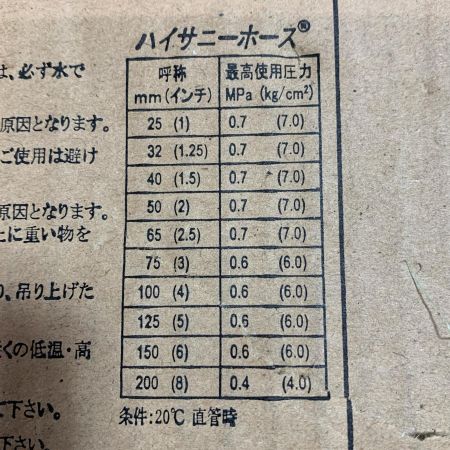 ハイサニーホース®
呼称 最高使用圧力
mm (インチ) MPa (kg/cm²)
25 (1) 0.7 (7.0)
32 (1.25) 0.7 (7.0)
40 (1.5) 0.7 (7.0)
50 (2) 0.7 (7.0)
65 (2.5) 0.7 (7.0)
75 (3) 0.6 (6.0)
100 (4) 0.6 (6.0)
125 (5) 0.6 (6.0)
150 (6) 0.6 (6.0)
200 (8) 0.4 (4.0)
条件:20℃ 直管時
は、必ず水で
原因となります。
ご使用は避け
原因となります。
上に重い物を
り、吊り上げた
くの低温・高
下さい。
下さい。